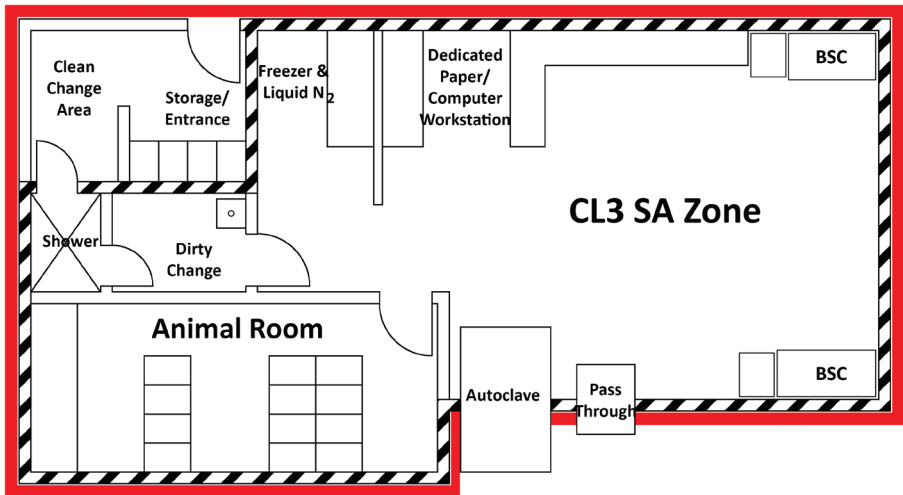 Clean
Change
Area
Storage/
Entrance
Freezer &
Liquid N2
Dedicated
Paper/
Computer
Workstation
BSC
CL3 SA Zone
Shower
Dirty
Change
Animal Room
Autoclave
Pass
Through
BSC